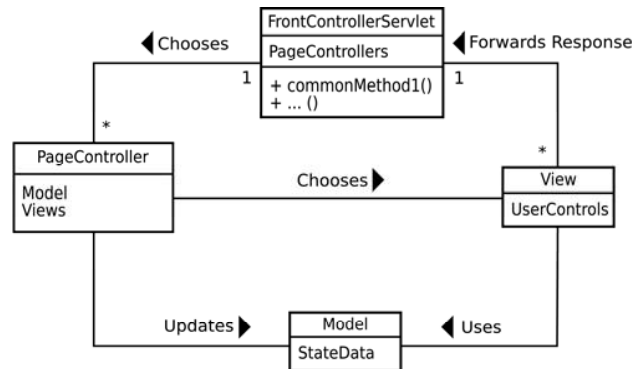 FrontControllerServlet
Chooses
PageControllers
Forwards Response
1
+ commonMethod1()
1
+ ... ()
*
*
PageController
View
Model
Views
Chooses
UserControls
Updates
Model
Uses
StateData